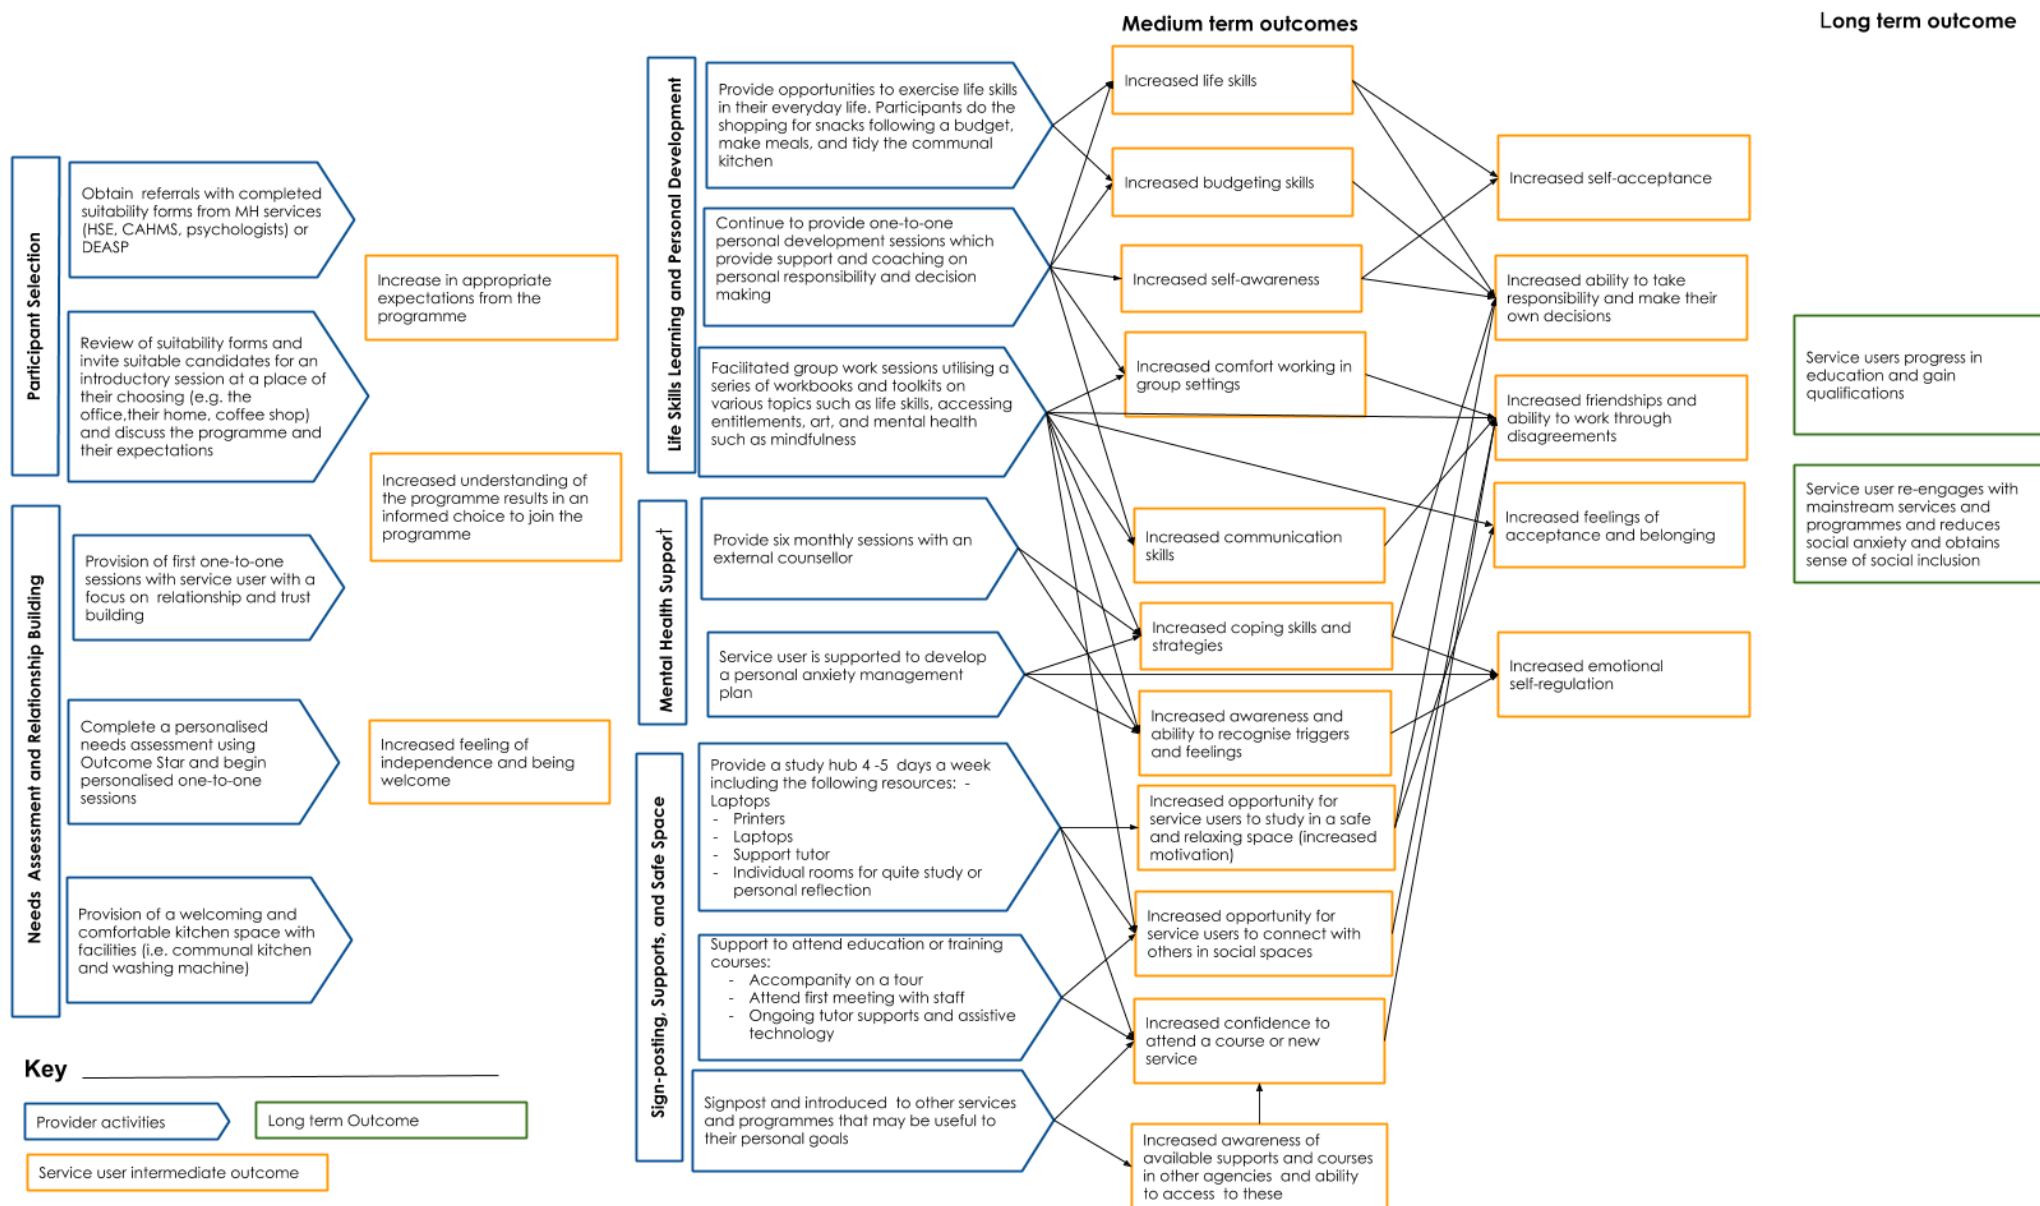 Medium term outcomes
Long term outcome
Participant Selection
Obtain referrals with completed
suitability forms from MH services
(HSE, CAHMS, psychologists) or
DEASP
Review of suitability forms and
invite suitable candidates for an
introductory session at a place of
their choosing (e.g. the
office,their home, coffee shop)
and discuss the programme and
their expectations
Increase in appropriate
expectations from the
programme
Increased understanding of
the programme results in an
informed choice to join the
programme
Needs Assessment and Relationship Building
Provision of first one-to-one
sessions with service user with a
focus on relationship and trust
building
Complete a personalised
needs assessment using
Outcome Star and begin
personalised one-to-one
sessions
Provision of a welcoming and
comfortable kitchen space with
facilities (i.e. communal kitchen
and washing machine)
Increased feeling of
independence and being
welcome
Life Skills Learning and Personal Development
Provide opportunities to exercise life skills
in their everyday life. Participants do the
shopping for snacks following a budget,
make meals, and tidy the communal
kitchen
Continue to provide one-to-one
personal development sessions which
provide support and coaching on
personal responsibility and decision
making
Facilitated group work sessions utilising a
series of workbooks and toolkits on
various topics such as life skills, accessing
entitlements, art, and mental health
such as mindfulness
Mental Health Support†
Provide six monthly sessions with an
external counsellor
Service user is supported to develop
a personal anxiety management
plan
Sign-posting, Supports, and Safe Space
Provide a study hub 4 -5 days a week
including the following resources: -
Laptops
- Printers
- Laptops
- Support tutor
- Individual rooms for quite study or
personal reflection
Support to attend education or training
courses:
- Accompanity on a tour
- Attend first meeting with staff
- Ongoing tutor supports and assistive
technology
Signpost and introduced to other services
and programmes that may be useful to
their personal goals
Increased life skills
Increased budgeting skills
Increased self-awareness
Increased comfort working in
group settings
Increased communication
skills
Increased coping skills and
strategies
Increased awareness and
ability to recognise triggers
and feelings
Increased opportunity for
service users to study in a safe
and relaxing space (increased
motivation)
Increased opportunity for
service users to connect with
others in social spaces
Increased confidence to
attend a course or new
service
Increased awareness of
available supports and courses
in other agencies and ability
to access to these
Increased self-acceptance
Increased ability to take
responsibility and make their
own decisions
Increased friendships and
ability to work through
disagreements
Increased feelings of
acceptance and belonging
Increased emotional
self-regulation
Service users progress in
education and gain
qualifications
Service user re-engages with
mainstream services and
programmes and reduces
social anxiety and obtains
sense of social inclusion
Key
Provider activities
Long term Outcome
Service user intermediate outcome